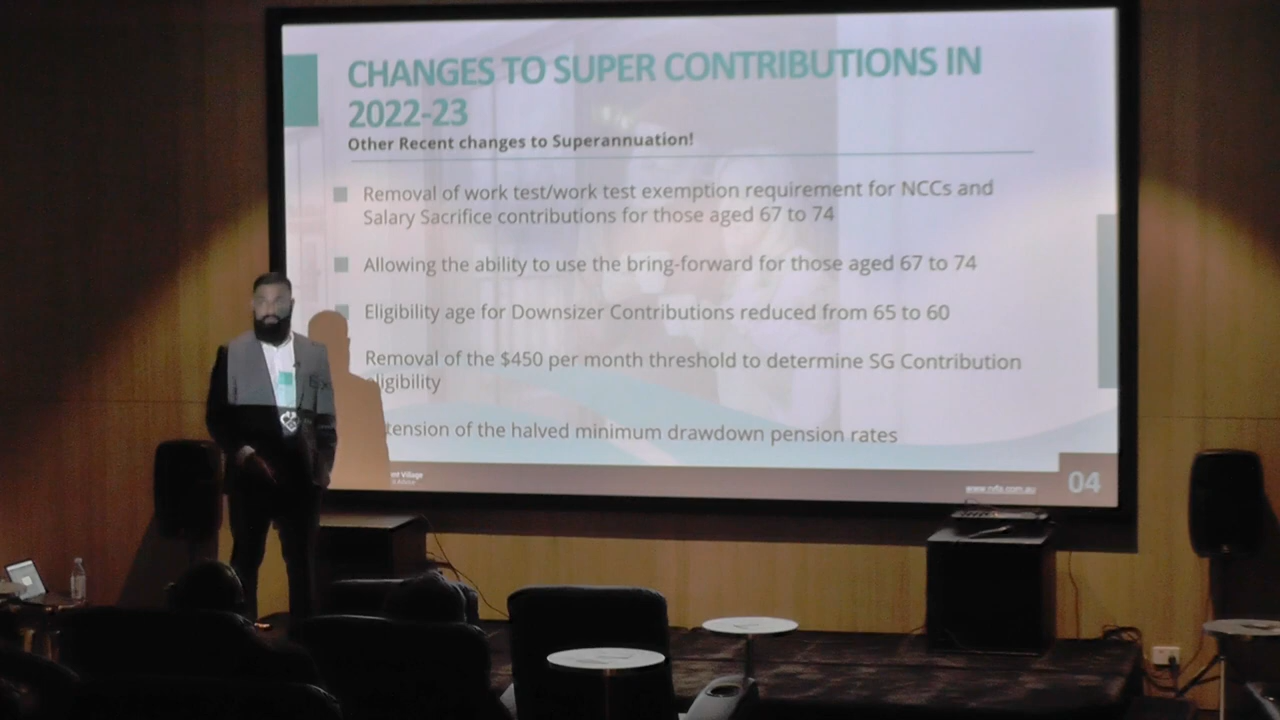 CHANGES TO SUPER CONTRIBUTIONS IN
2022-23
Other Recent changes to Superannuation!
Removal of work test/work test exemption requirement for NCCs and
Salary Sacrifice contributions for those aged 67 to 74
Allowing the ability to use the bring-forward for those aged 67 to 74
Eligibility age for Downsizer Contributions reduced from 65 to 60
Removal of the $450 per month threshold to determine SG Contribution
eligibility
tension of the halved minimum drawdown pension rates
Village
04